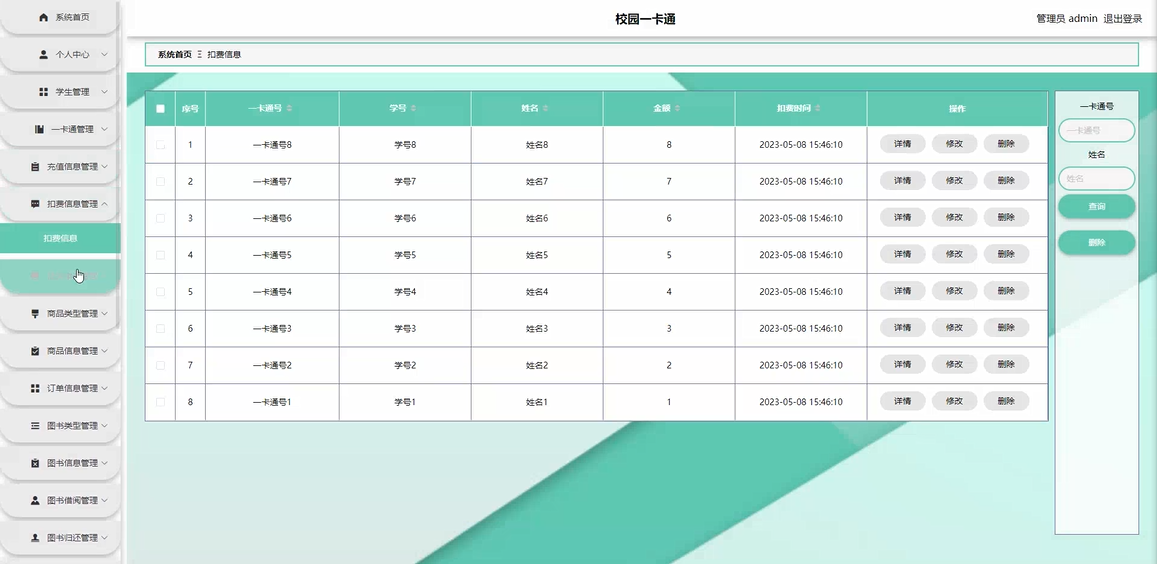 校园一卡通
管理员 admin 退出登录
系统首页
个人中心
学生管理
一卡通管理
充值信息管理
扣费信息管理
扣费信息
商品类型管理
商品信息管理
订单信息管理
图书类型管理
图书信息管理
图书借阅管理
图书归还管理
系统首页 Ξ 扣费信息
序号 一卡通号 学号 姓名 金额 扣费时间 操作
1 一卡通号8 学号8 姓名8 8 2023-05-08 15:46:10 详情 修改 删除
2 一卡通号7 学号7 姓名7 7 2023-05-08 15:46:10 详情 修改 删除
3 一卡通号6 学号6 姓名6 6 2023-05-08 15:46:10 详情 修改 删除
4 一卡通号5 学号5 姓名5 5 2023-05-08 15:46:10 详情 修改 删除
5 一卡通号4 学号4 姓名4 4 2023-05-08 15:46:10 详情 修改 删除
6 一卡通号3 学号3 姓名3 3 2023-05-08 15:46:10 详情 修改 删除
7 一卡通号2 学号2 姓名2 2 2023-05-08 15:46:10 详情 修改 删除
8 一卡通号1 学号1 姓名1 1 2023-05-08 15:46:10 详情 修改 删除
一卡通号
一卡通号
姓名
姓名
查询
删除